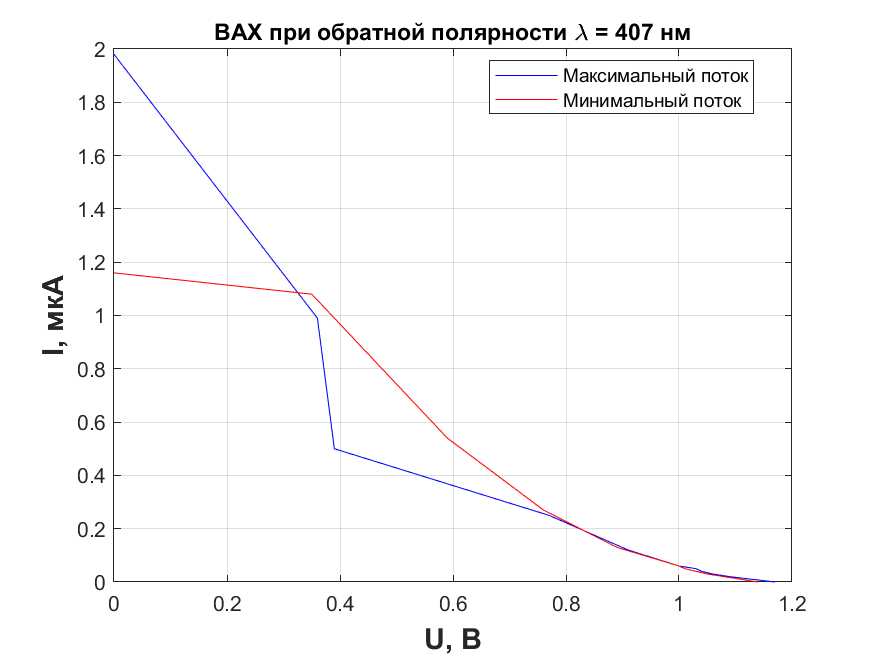 ВАХ при обратной полярности λ = 407 нм
Максимальный поток
Минимальный поток
I, мкА
2
1.8
1.6
1.4
1.2
1
0.8
0.6
0.4
0.2
0
0 0.2 0.4 0.6 0.8 1 1.2
U, В